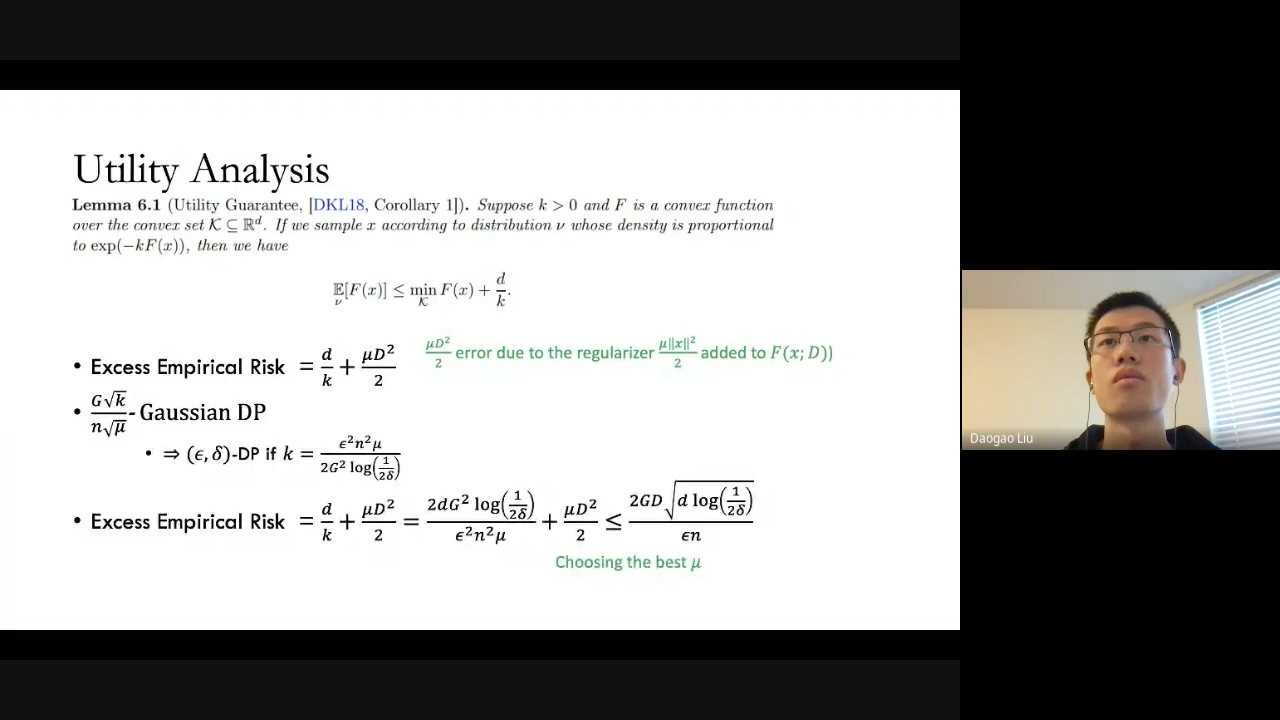 Utility Analysis
Lemma 6.1 (Utility Guarantee, [DKL18, Corollary 1]). Suppose k > 0 and F is a convex function
over the convex set 𝒦 ⊆ ℝ^d. If we sample x according to distribution ν whose density is proportional
to exp(−kF(x)), then we have
𝔼_ν[F(x)] ≤ min_𝒦 F(x) + d/k.
• Excess Empirical Risk = d/k + μD²/2
μD²/2 error due to the regularizer μ‖x‖²/2 added to F(x; D))
• G√k/(n√μ) - Gaussian DP
• ⇒ (ϵ, δ)-DP if k = ϵ²n²μ/(2G² log(1/(2δ)))
• Excess Empirical Risk = d/k + μD²/2 = 2dG² log(1/(2δ))/(ϵ²n²μ) + μD²/2 ≤ 2GD√(d log(1/(2δ)))/(ϵn)
Choosing the best μ
Daogao Liu